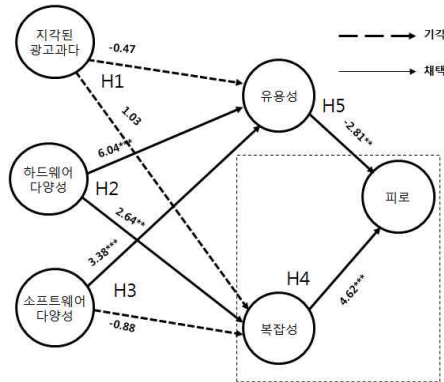 지각된
광고과다
-0.47
기각
H1
채택
유용성
H5
1.03
6.04***
-2.81**
하드웨어
다양성
H2
피로
2.64**
3.38***
H3
H4
4.62***
소프트웨어
다양성
-0.88
복잡성